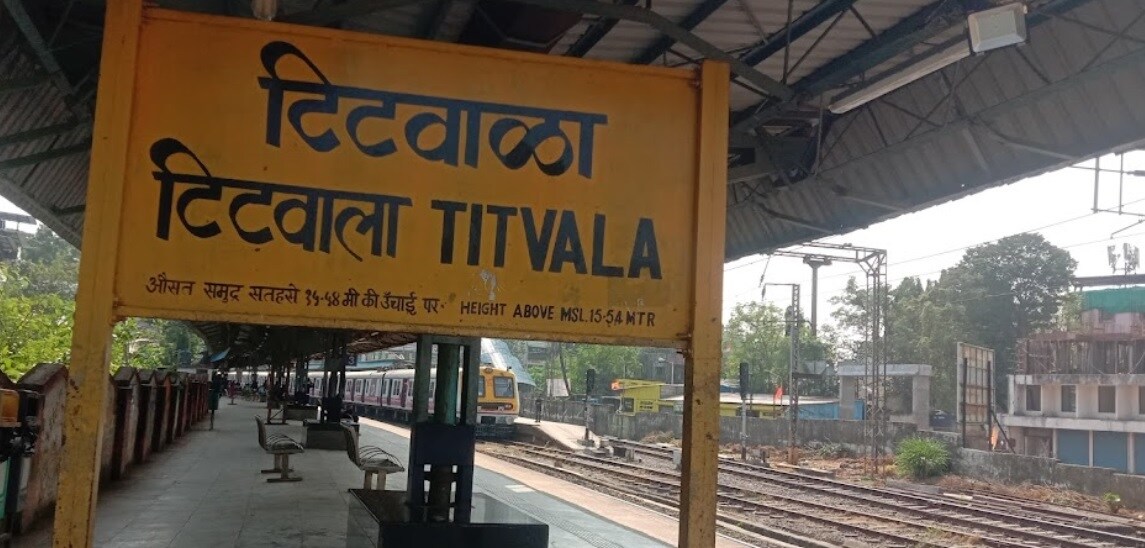 टिटवाळा
टिटवाला TITVALA
औसत समुद्र सतहसे १५.५४ मी की उँचाई पर. HEIGHT ABOVE MSL.15.54 MTR